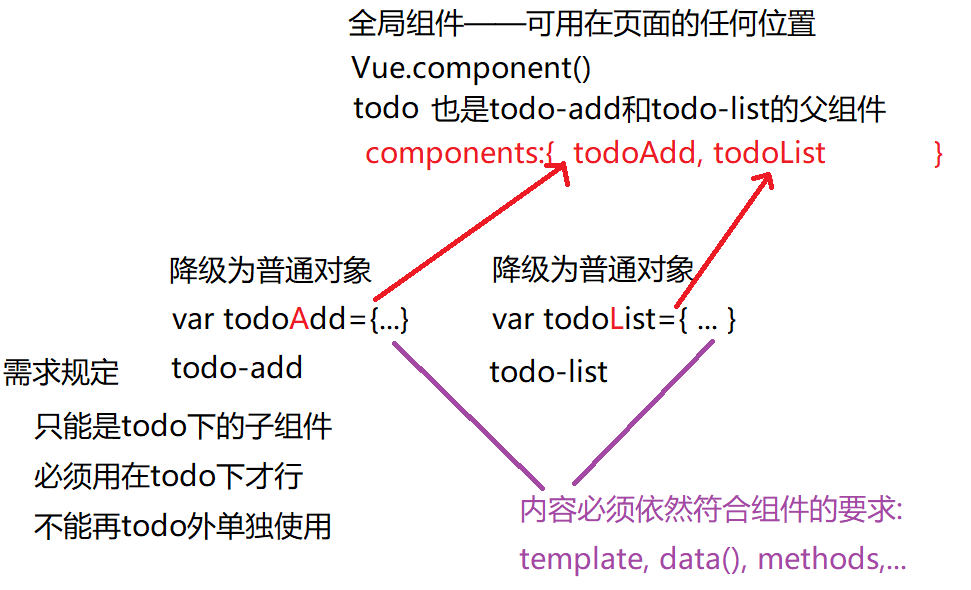 全局组件——可用在页面的任何位置
Vue.component()
todo 也是todo-add和todo-list的父组件
components:{ todoAdd, todoList }
降级为普通对象
var todoAdd={...}
todo-add
降级为普通对象
var todoList={ ... }
todo-list
需求规定
只能是todo下的子组件
必须用在todo下才行
不能再todo外单独使用
内容必须依然符合组件的要求:
template, data(), methods,...